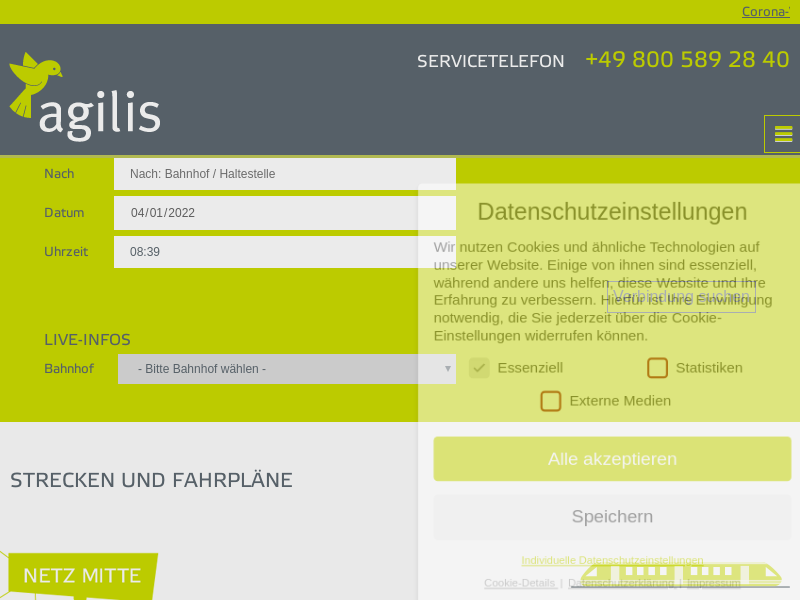 Corona-
SERVICETELEFON +49 800 589 28 40
agilis
Nach Nach: Bahnhof / Haltestelle
Datum 04/01/2022
Uhrzeit 08:39
Verbindung suchen
LIVE-INFOS
Bahnhof - Bitte Bahnhof wählen -
STRECKEN UND FAHRPLÄNE
NETZ MITTE
Datenschutzeinstellungen
Wir nutzen Cookies und ähnliche Technologien auf
unserer Website. Einige von ihnen sind essenziell,
während andere uns helfen, diese Website und Ihre
Erfahrung zu verbessern. Hierfür ist Ihre Einwilligung
notwendig, die Sie jederzeit über die Cookie-
Einstellungen widerrufen können.
Essenziell Statistiken
Externe Medien
Alle akzeptieren
Speichern
Individuelle Datenschutzeinstellungen
Cookie-Details | Datenschutzerklärung | Impressum